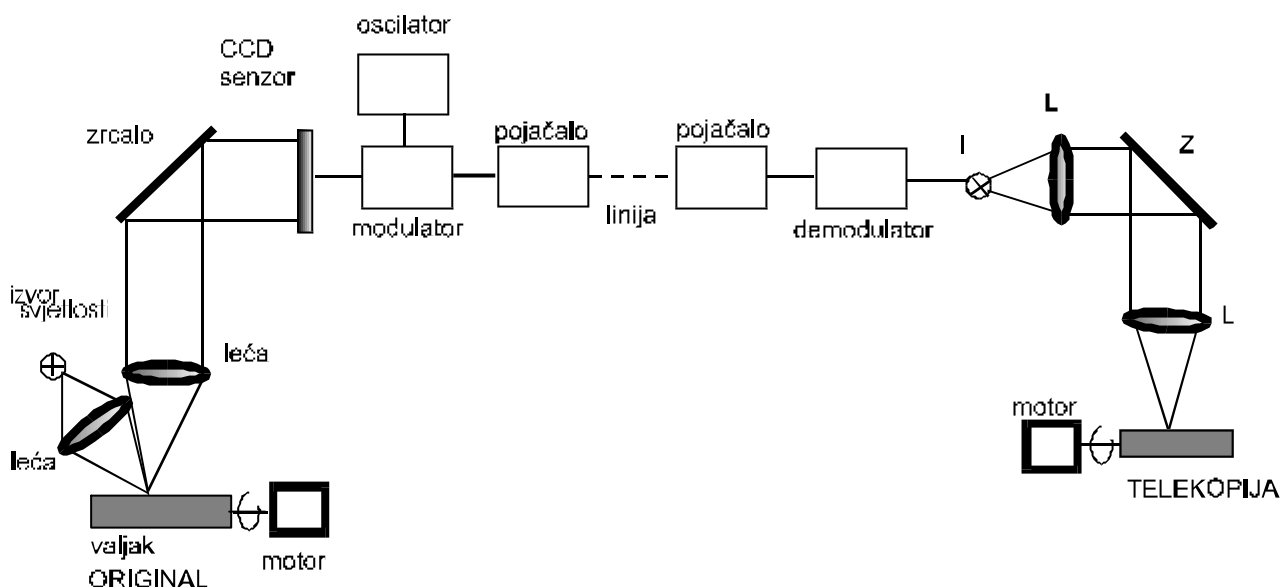 oscilator
CCD
senzor
zrcalo
pojačalo
pojačalo
L
I
Z
modulator
linija
demodulator
izvor
svjetlosti
leća
L
leća
motor
TELEKOPIJA
valjak
motor
ORIGINAL